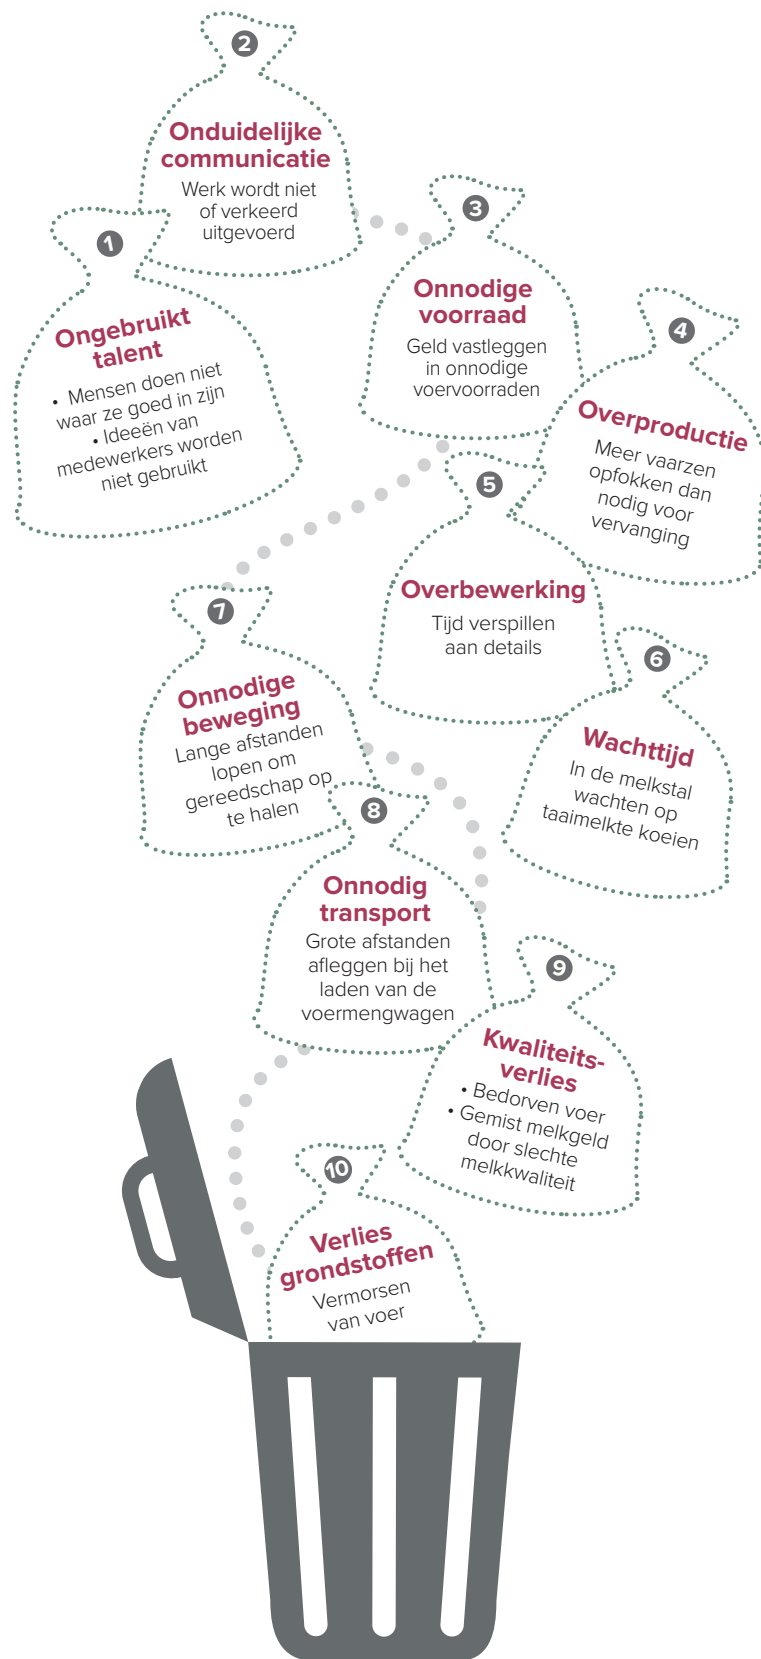 1
Ongebruikt
talent
• Mensen doen niet
waar ze goed in zijn
• Ideeën van
medewerkers worden
niet gebruikt
2
Onduidelijke
communicatie
Werk wordt niet
of verkeerd
uitgevoerd
3
Onnodige
voorraad
Geld vastleggen
in onnodige
voervoorraden
4
Overproductie
Meer vaarzen
opfokken dan
nodig voor
vervanging
5
Overbewerking
Tijd verspillen
aan details
6
Wachttijd
In de melkstal
wachten op
taaimelkte koeien
7
Onnodige
beweging
Lange afstanden
lopen om
gereedschap op
te halen
8
Onnodig
transport
Grote afstanden
afleggen bij het
laden van de
voermengwagen
9
Kwaliteits-
verlies
• Bedorven voer
• Gemist melkgeld
door slechte
melkkwaliteit
10
Verlies
grondstoffen
Vermorsen
van voer